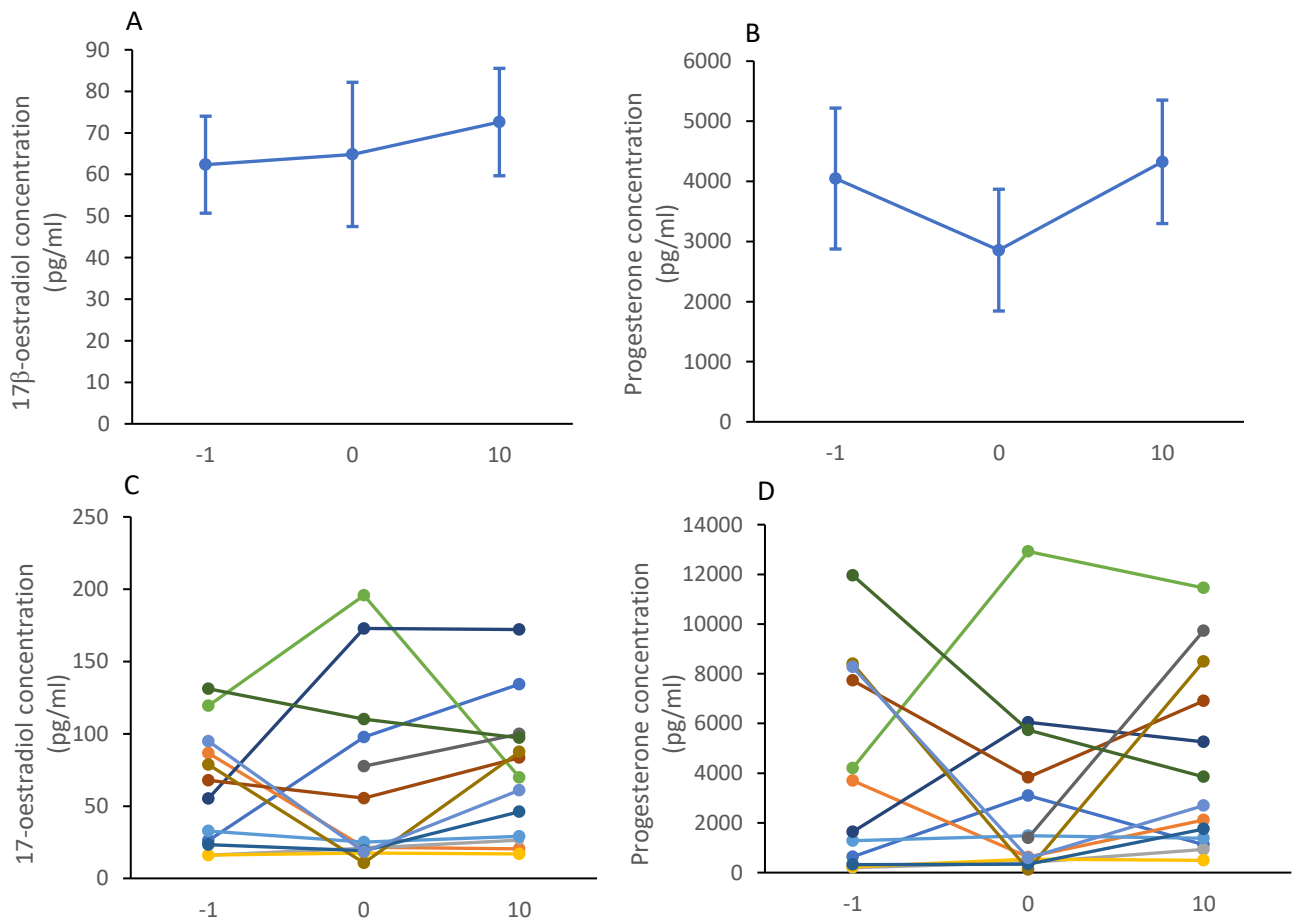 A
17β-oestradiol concentration
(pg/ml)
90
80
70
60
50
40
30
20
10
0
-1 0 10
B
Progesterone concentration
(pg/ml)
6000
5000
4000
3000
2000
1000
0
-1 0 10
C
17-oestradiol concentration
(pg/ml)
250
200
150
100
50
0
-1 0 10
D
Progesterone concentration
(pg/ml)
14000
12000
10000
8000
6000
4000
2000
0
-1 0 10